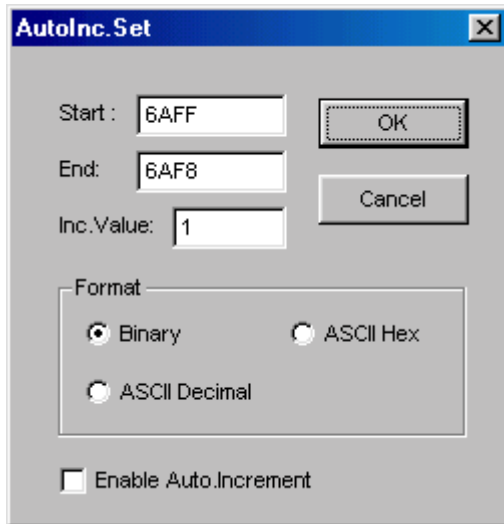 AutoInc.Set
Start : 6AFF
OK
End: 6AF8
Cancel
Inc.Value: 1
Format
Binary ASCII Hex
ASCII Decimal
Enable Auto.Increment